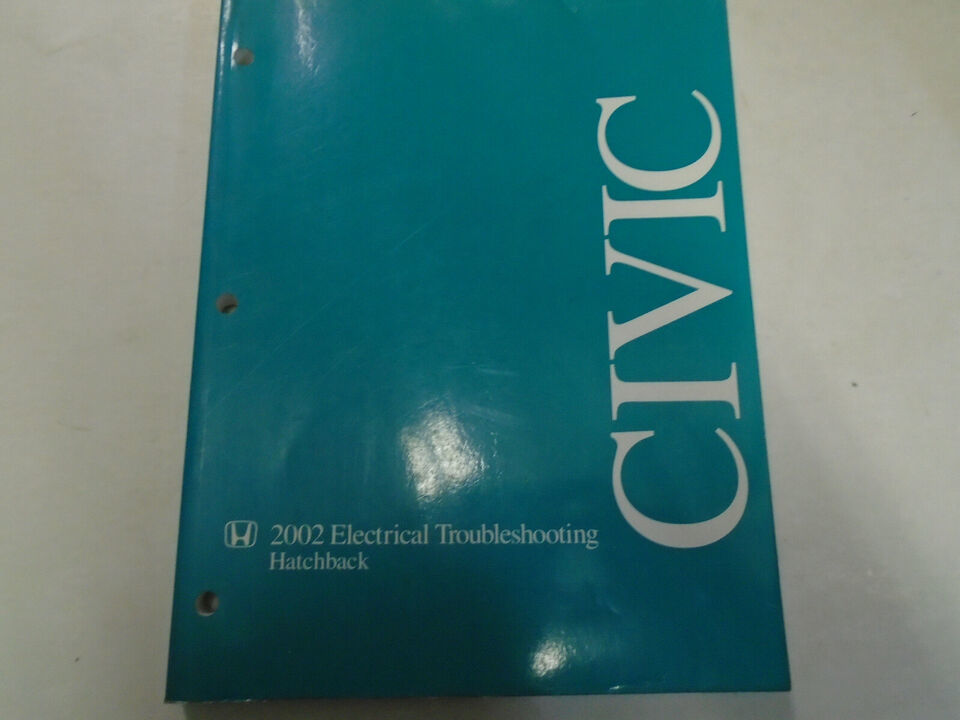 CIVIC
2002 Electrical Troubleshooting
Hatchback